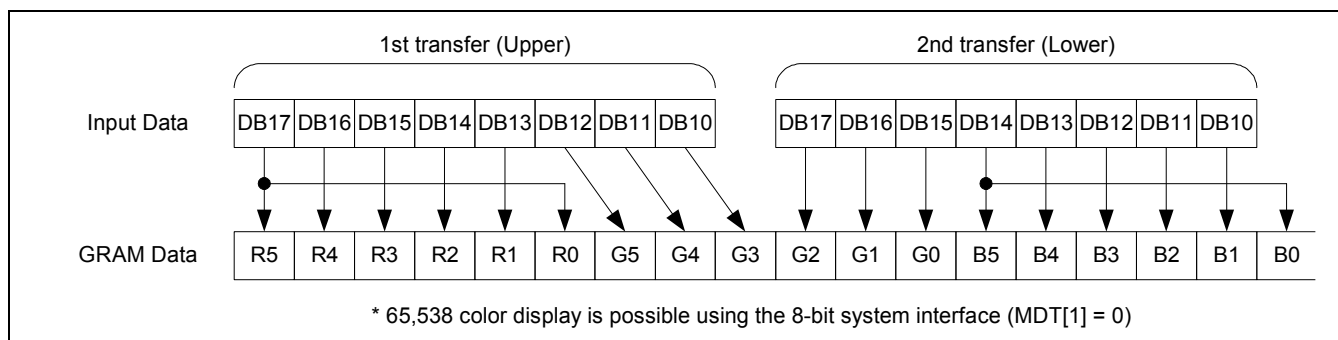 1st transfer (Upper) 2nd transfer (Lower)
Input Data DB17 DB16 DB15 DB14 DB13 DB12 DB11 DB10 DB17 DB16 DB15 DB14 DB13 DB12 DB11 DB10
GRAM Data R5 R4 R3 R2 R1 R0 G5 G4 G3 G2 G1 G0 B5 B4 B3 B2 B1 B0
* 65,538 color display is possible using the 8-bit system interface (MDT[1] = 0)